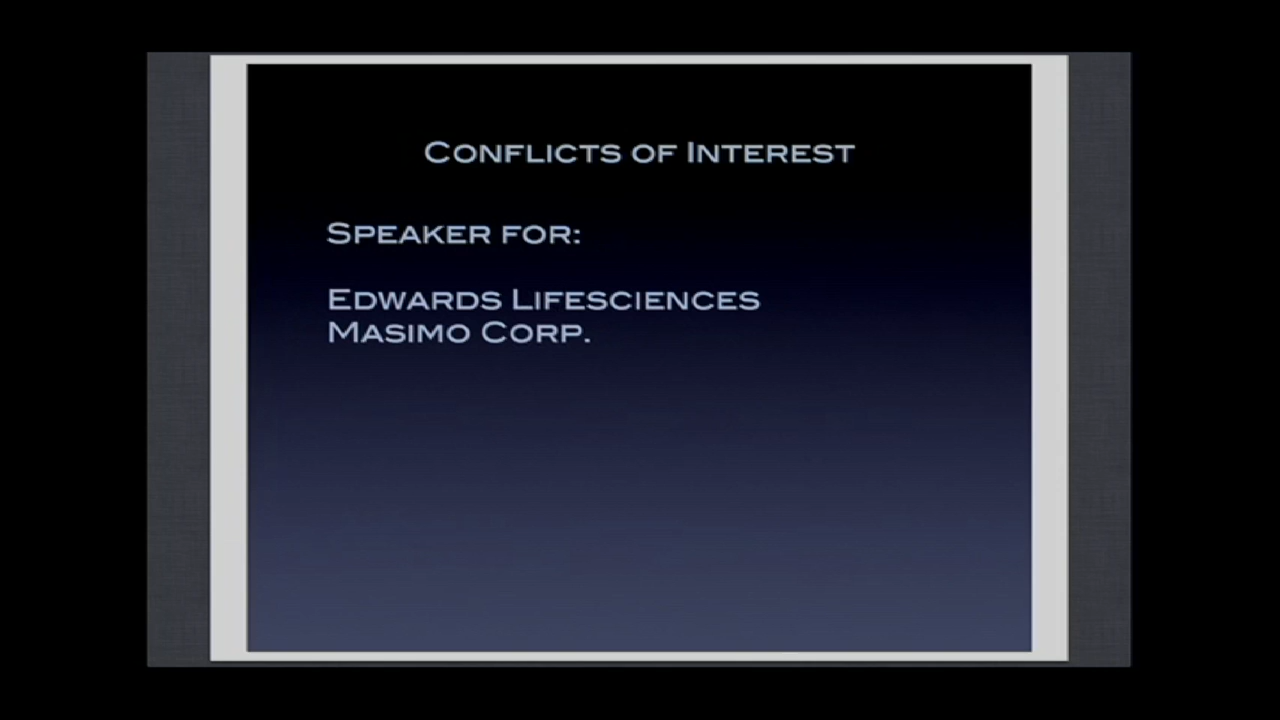 Conflicts of Interest
Speaker for:
Edwards Lifesciences
Masimo Corp.